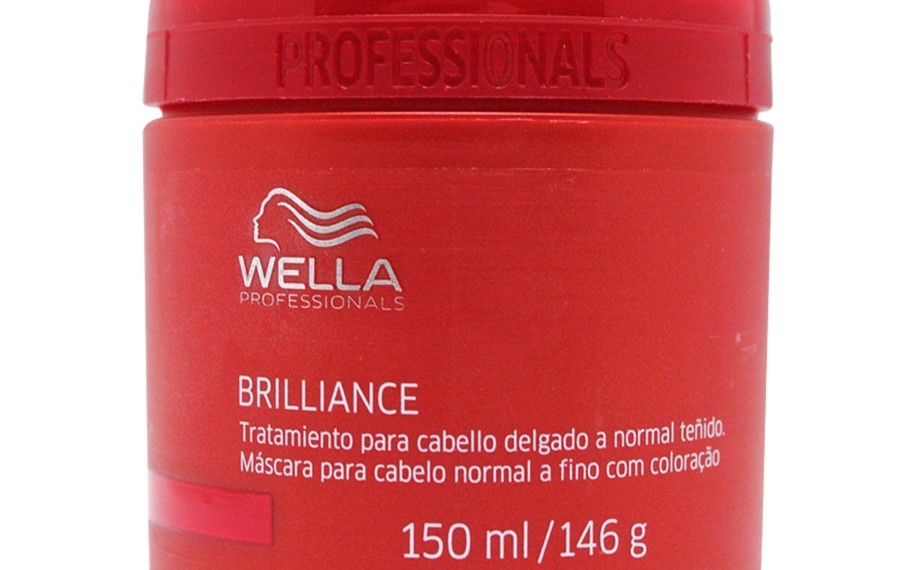 PROFESSIONALS
WELLA
PROFESSIONALS
BRILLIANCE
Tratamiento para cabello delgado a normal teñido.
Máscara para cabelo normal a fino com coloração
150 ml/146 g